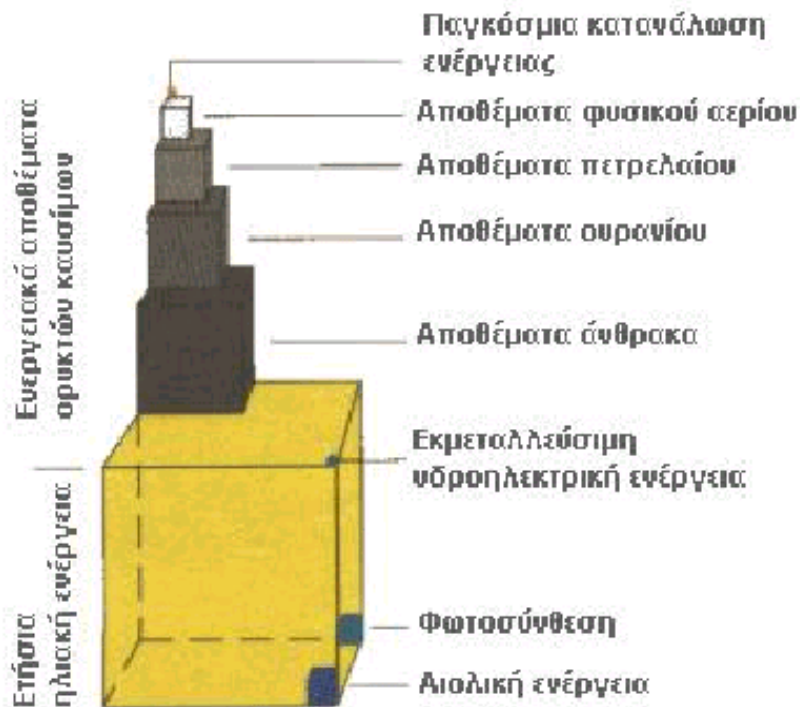 Παγκόσμια κατανάλωση
ενέργειας
Αποθέματα φυσικού αερίου
Αποθέματα πετρελαίου
Αποθέματα ουρανίου
Αποθέματα άνθρακα
Εκμεταλλεύσιμη
υδροηλεκτρική ενέργεια
Φωτοσύνθεση
Αιολική ενέργεια
Ενεργειακά αποθέματα
ορυκτών καυσίμων
Ετήσια
ηλιακή ενέργεια